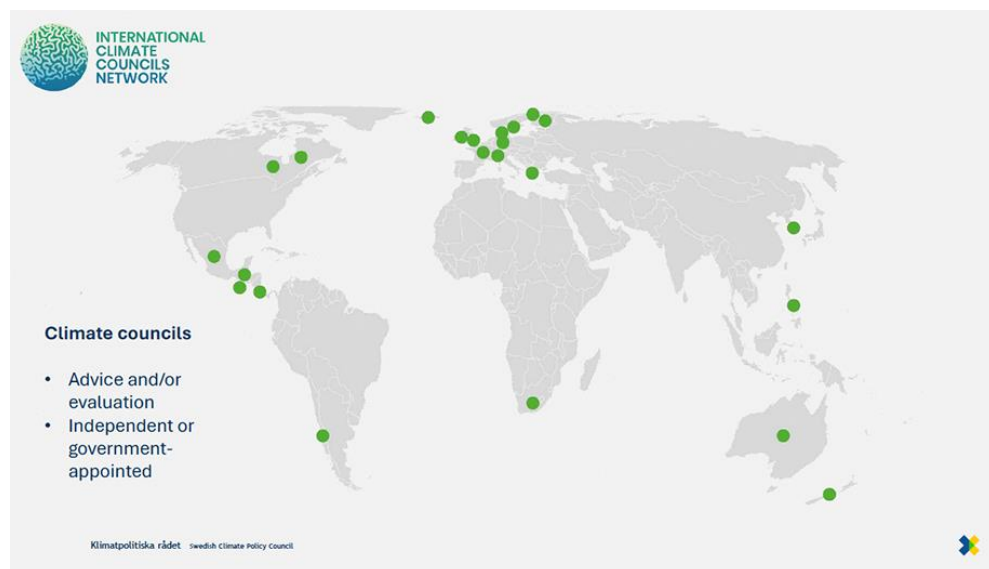 INTERNATIONAL
CLIMATE
COUNCILS
NETWORK
Climate councils
• Advice and/or
evaluation
• Independent or
government-
appointed
Klimatpolitiska rådet Swedish Climate Policy Council